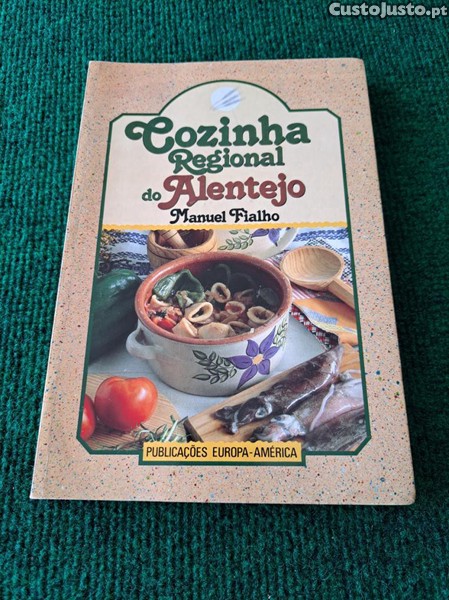 CustoJusto.pt
Cozinha
Regional
do Alentejo
Manuel Fialho
PUBLICAÇÕES EUROPA-AMÉRICA